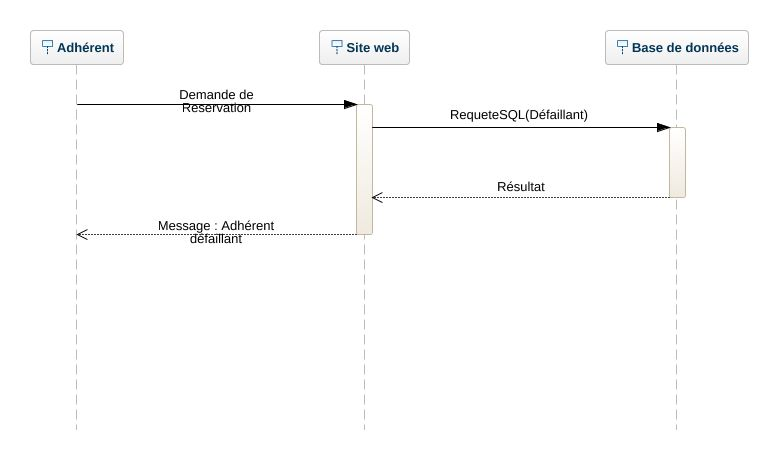 Adhérent
Site web
Base de données
Demande de
Reservation
RequeteSQL(Défaillant)
Résultat
Message : Adhérent
défaillant